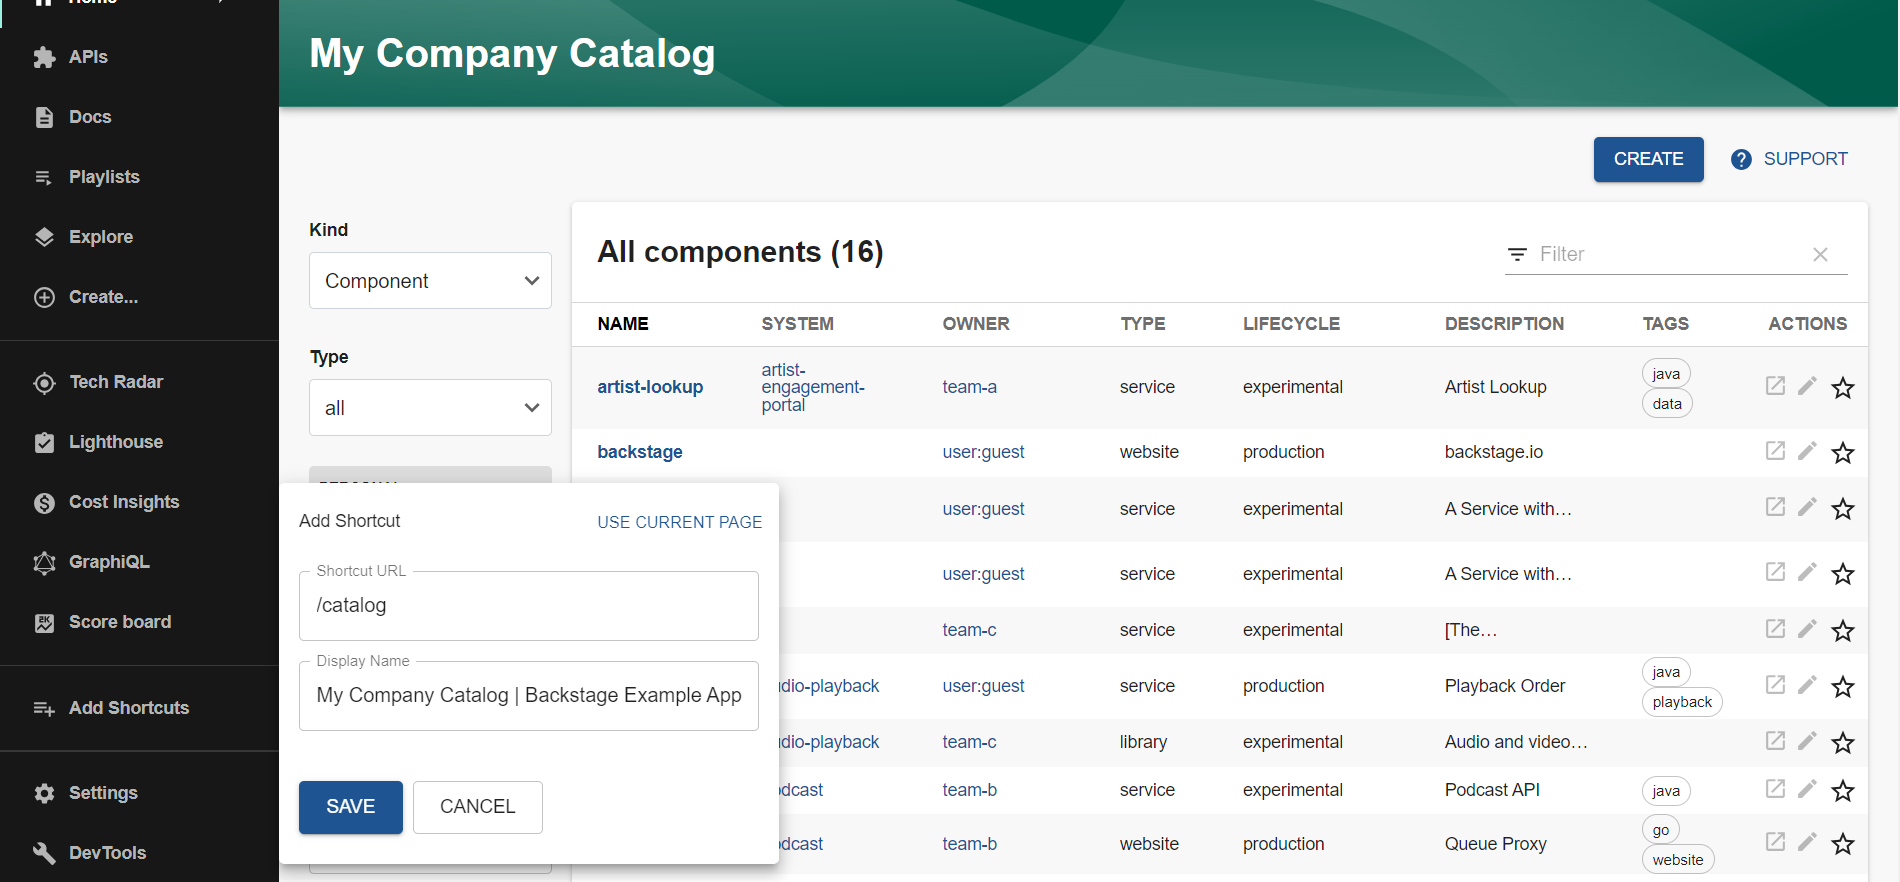 Home
APIs
Docs
Playlists
Explore
Create...
Tech Radar
Lighthouse
Cost Insights
GraphiQL
Score board
Add Shortcuts
Settings
DevTools
My Company Catalog
CREATE
SUPPORT
Kind
Component
Type
all
Add Shortcut
USE CURRENT PAGE
Shortcut URL
/catalog
Display Name
My Company Catalog | Backstage Example App
SAVE
CANCEL
All components (16)
Filter
NAME SYSTEM OWNER TYPE LIFECYCLE DESCRIPTION TAGS ACTIONS
artist-lookup artist-engagement-portal team-a service experimental Artist Lookup java data
backstage user:guest website production backstage.io
user:guest service experimental A Service with...
user:guest service experimental A Service with...
team-c service experimental [The...
dio-playback user:guest service production Playback Order java playback
dio-playback team-c library experimental Audio and video...
dcast team-b service experimental Podcast API java
dcast team-b website production Queue Proxy go website